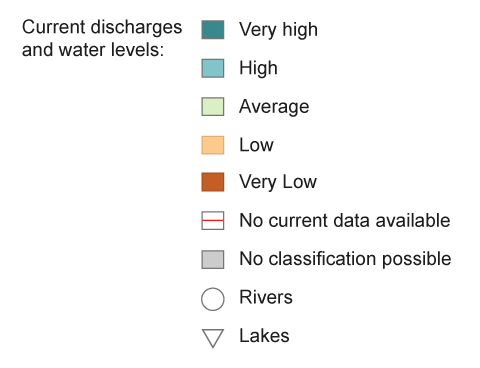 Current discharges
and water levels:
Very high
High
Average
Low
Very Low
No current data available
No classification possible
Rivers
Lakes